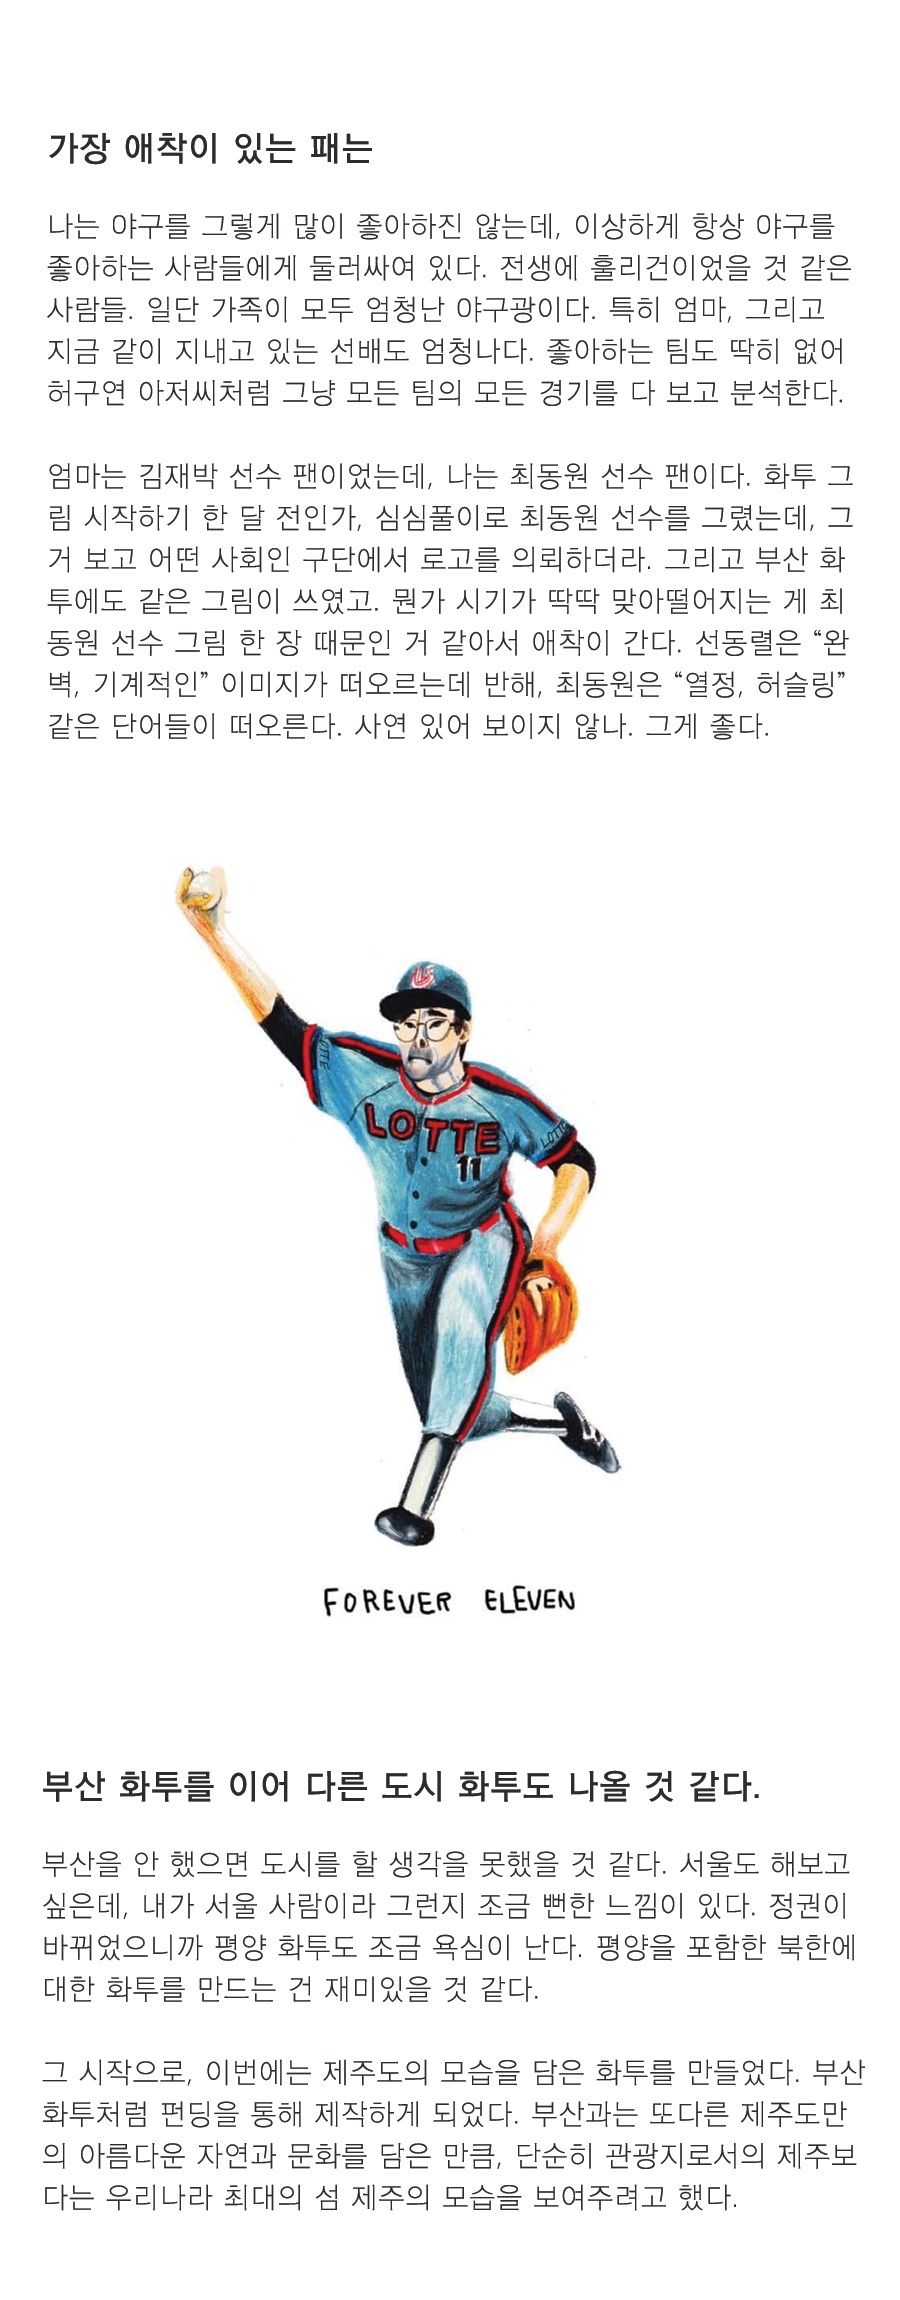 가장 애착이 있는 패는
나는 야구를 그렇게 많이 좋아하진 않는데, 이상하게 항상 야구를
좋아하는 사람들에게 둘러싸여 있다. 전생에 훌리건이었을 것 같은
사람들. 일단 가족이 모두 엄청난 야구광이다. 특히 엄마, 그리고
지금 같이 지내고 있는 선배도 엄청나다. 좋아하는 팀도 딱히 없어
허구연 아저씨처럼 그냥 모든 팀의 모든 경기를 다 보고 분석한다.
엄마는 김재박 선수 팬이었는데, 나는 최동원 선수 팬이다. 화투 그
림 시작하기 한 달 전인가, 심심풀이로 최동원 선수를 그렸는데, 그
거 보고 어떤 사회인 구단에서 로고를 의뢰하더라. 그리고 부산 화
투에도 같은 그림이 쓰였고. 뭔가 시기가 딱딱 맞아떨어지는 게 최
동원 선수 그림 한 장 때문인 거 같아서 애착이 간다. 선동렬은 “완
벽, 기계적인” 이미지가 떠오르는데 반해, 최동원은 “열정, 허슬링”
같은 단어들이 떠오른다. 사연 있어 보이지 않나. 그게 좋다.
LOTTE
LOTTE
LOTTE
11
FOREVER ELEVEN
부산 화투를 이어 다른 도시 화투도 나올 것 같다.
부산을 안 했으면 도시를 할 생각을 못했을 것 같다. 서울도 해보고
싶은데, 내가 서울 사람이라 그런지 조금 뻔한 느낌이 있다. 정권이
바뀌었으니까 평양 화투도 조금 욕심이 난다. 평양을 포함한 북한에
대한 화투를 만드는 건 재미있을 것 같다.
그 시작으로, 이번에는 제주도의 모습을 담은 화투를 만들었다. 부산
화투처럼 펀딩을 통해 제작하게 되었다. 부산과는 또다른 제주도만
의 아름다운 자연과 문화를 담은 만큼, 단순히 관광지로서의 제주보
다는 우리나라 최대의 섬 제주의 모습을 보여주려고 했다.